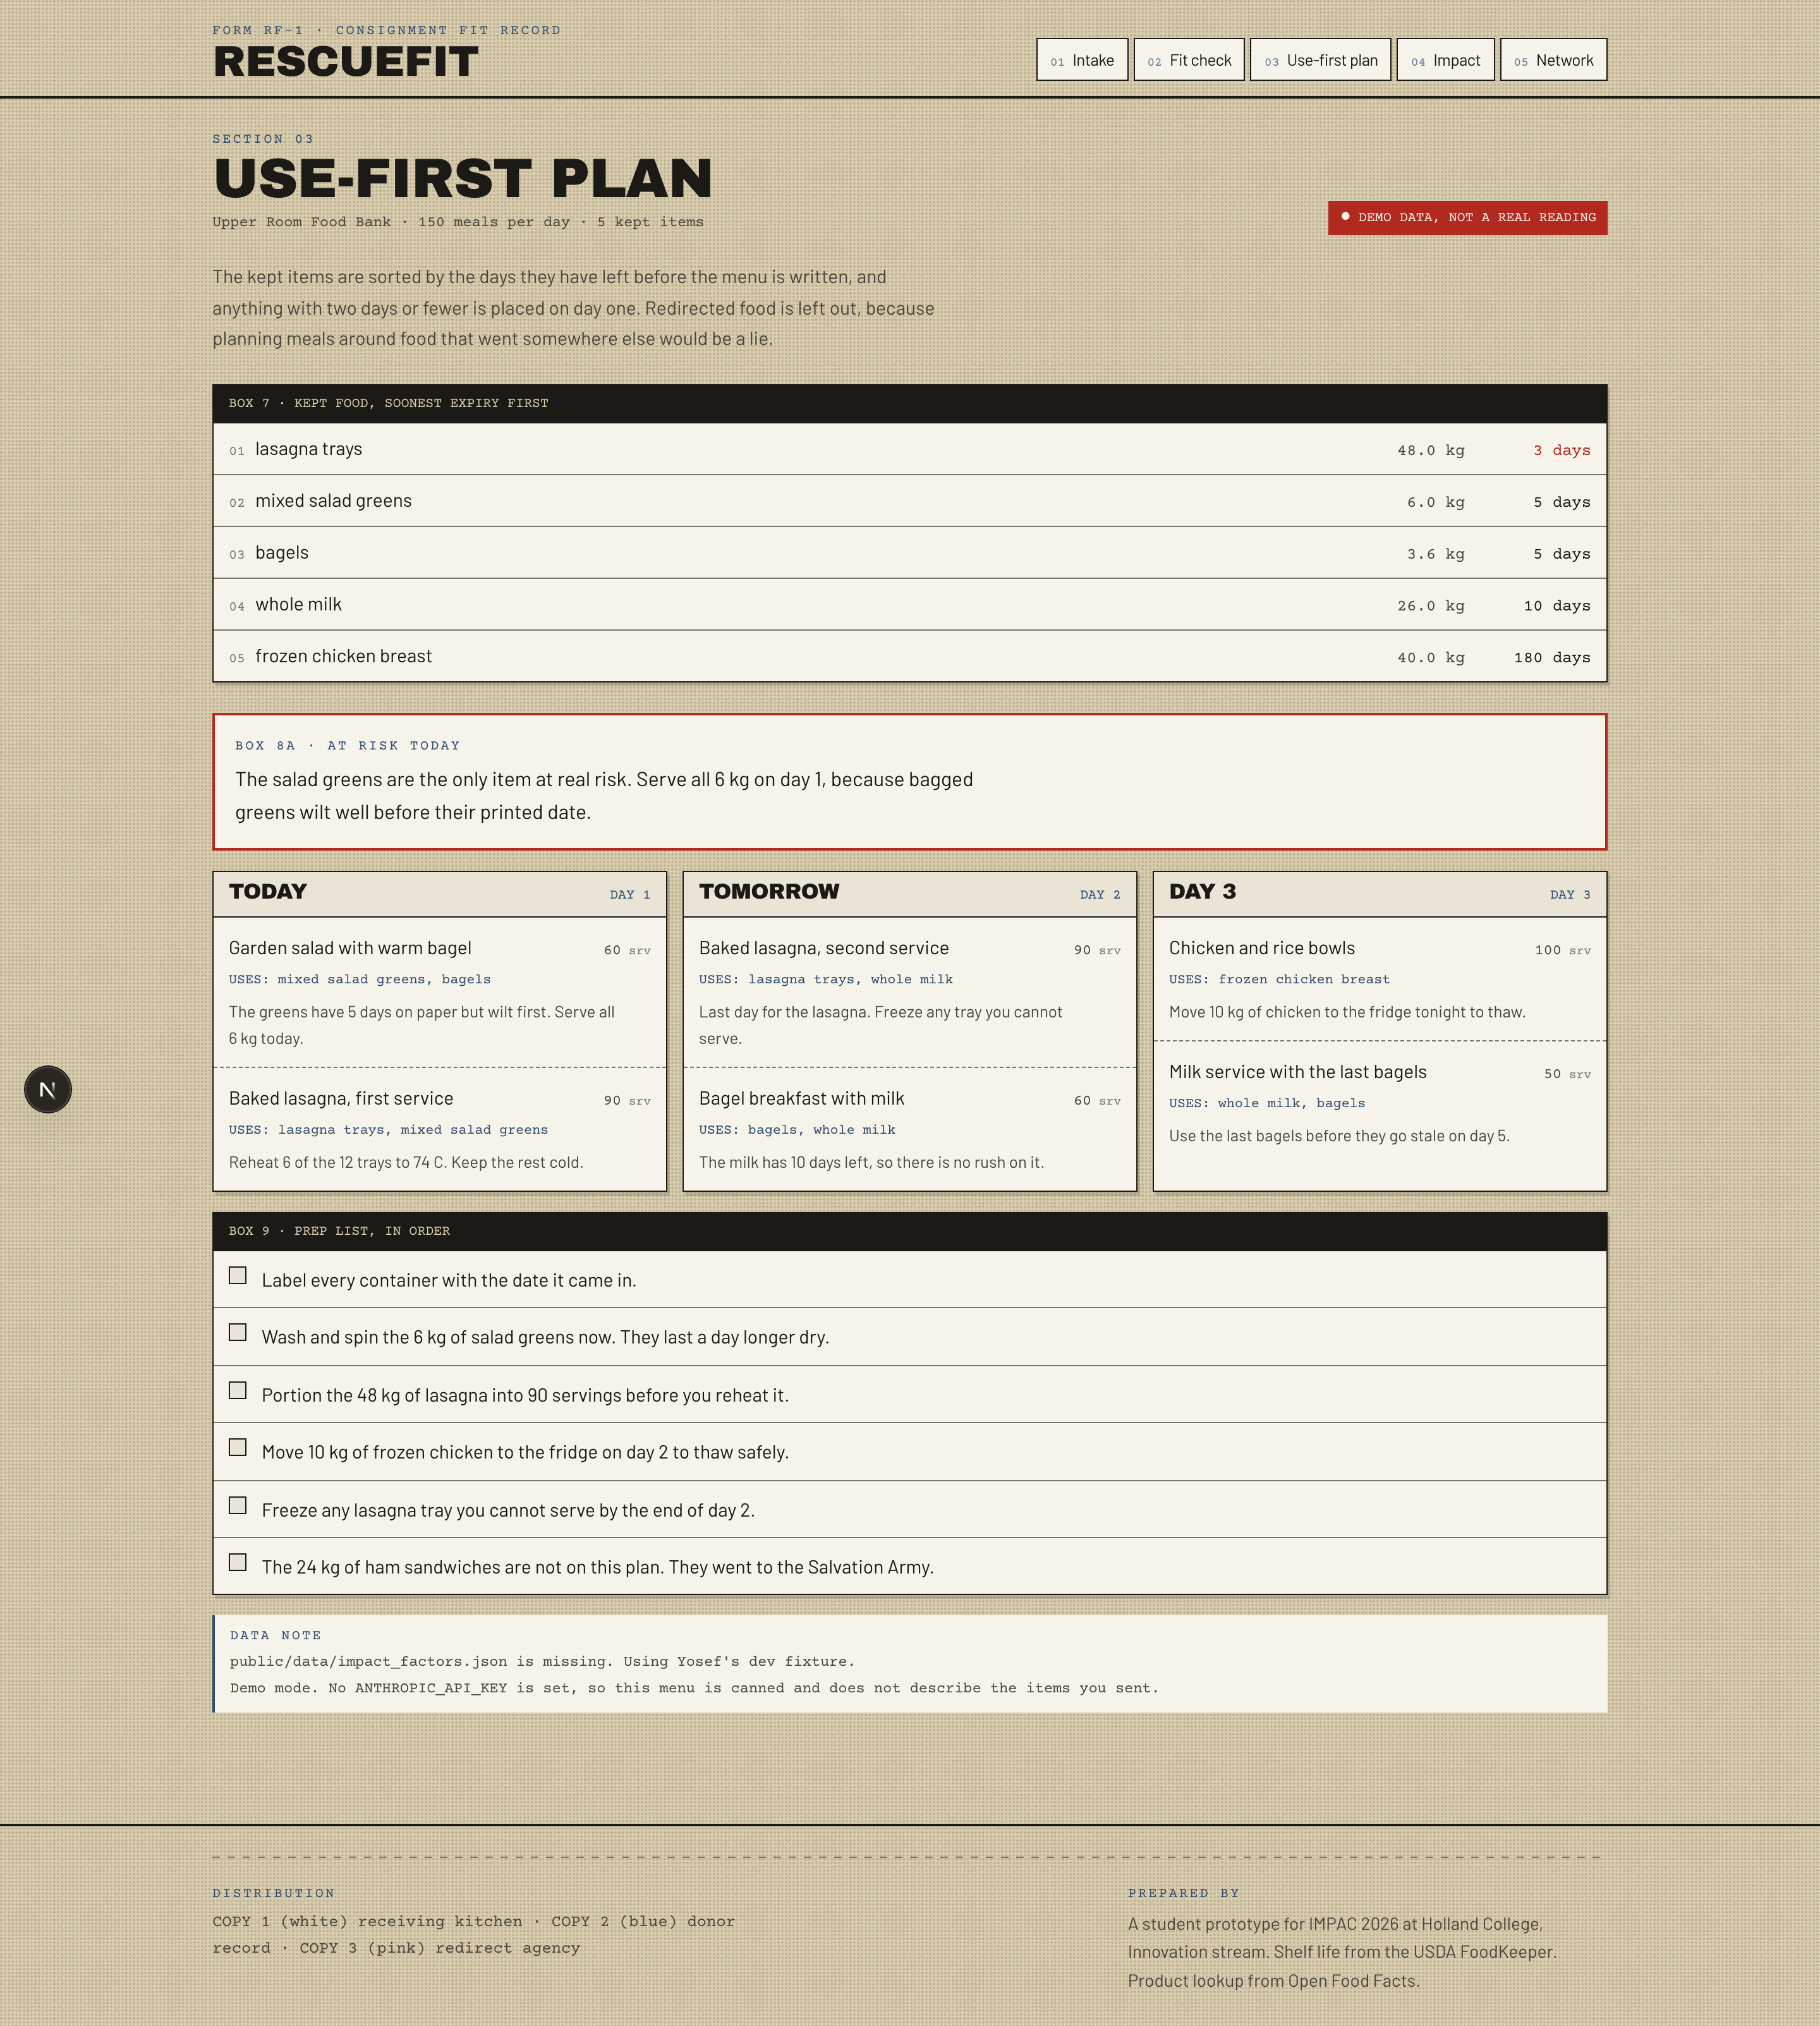 FORM RF-1 · CONSIGNMENT FIT RECORD
RESCUEFIT
01 Intake
02 Fit check
03 Use-first plan
04 Impact
05 Network
SECTION 03
USE-FIRST PLAN
Upper Room Food Bank · 150 meals per day · 5 kept items
DEMO DATA, NOT A REAL READING
The kept items are sorted by the days they have left before the menu is written, and
anything with two days or fewer is placed on day one. Redirected food is left out, because
planning meals around food that went somewhere else would be a lie.
BOX 7 · KEPT FOOD, SOONEST EXPIRY FIRST
01 lasagna trays 48.0 kg 3 days
02 mixed salad greens 6.0 kg 5 days
03 bagels 3.6 kg 5 days
04 whole milk 26.0 kg 10 days
05 frozen chicken breast 40.0 kg 180 days
BOX 8A · AT RISK TODAY
The salad greens are the only item at real risk. Serve all 6 kg on day 1, because bagged
greens wilt well before their printed date.
TODAY DAY 1
Garden salad with warm bagel 60 srv
USES: mixed salad greens, bagels
The greens have 5 days on paper but wilt first. Serve all
6 kg today.
Baked lasagna, first service 90 srv
USES: lasagna trays, mixed salad greens
Reheat 6 of the 12 trays to 74 C. Keep the rest cold.
TOMORROW DAY 2
Baked lasagna, second service 90 srv
USES: lasagna trays, whole milk
Last day for the lasagna. Freeze any tray you cannot
serve.
Bagel breakfast with milk 60 srv
USES: bagels, whole milk
The milk has 10 days left, so there is no rush on it.
DAY 3 DAY 3
Chicken and rice bowls 100 srv
USES: frozen chicken breast
Move 10 kg of chicken to the fridge tonight to thaw.
Milk service with the last bagels 50 srv
USES: whole milk, bagels
Use the last bagels before they go stale on day 5.
BOX 9 · PREP LIST, IN ORDER
Label every container with the date it came in.
Wash and spin the 6 kg of salad greens now. They last a day longer dry.
Portion the 48 kg of lasagna into 90 servings before you reheat it.
Move 10 kg of frozen chicken to the fridge on day 2 to thaw safely.
Freeze any lasagna tray you cannot serve by the end of day 2.
The 24 kg of ham sandwiches are not on this plan. They went to the Salvation Army.
DATA NOTE
public/data/impact_factors.json is missing. Using Yosef's dev fixture.
Demo mode. No ANTHROPIC_API_KEY is set, so this menu is canned and does not describe the items you sent.
N
DISTRIBUTION
COPY 1 (white) receiving kitchen · COPY 2 (blue) donor
record · COPY 3 (pink) redirect agency
PREPARED BY
A student prototype for IMPAC 2026 at Holland College,
Innovation stream. Shelf life from the USDA FoodKeeper.
Product lookup from Open Food Facts.